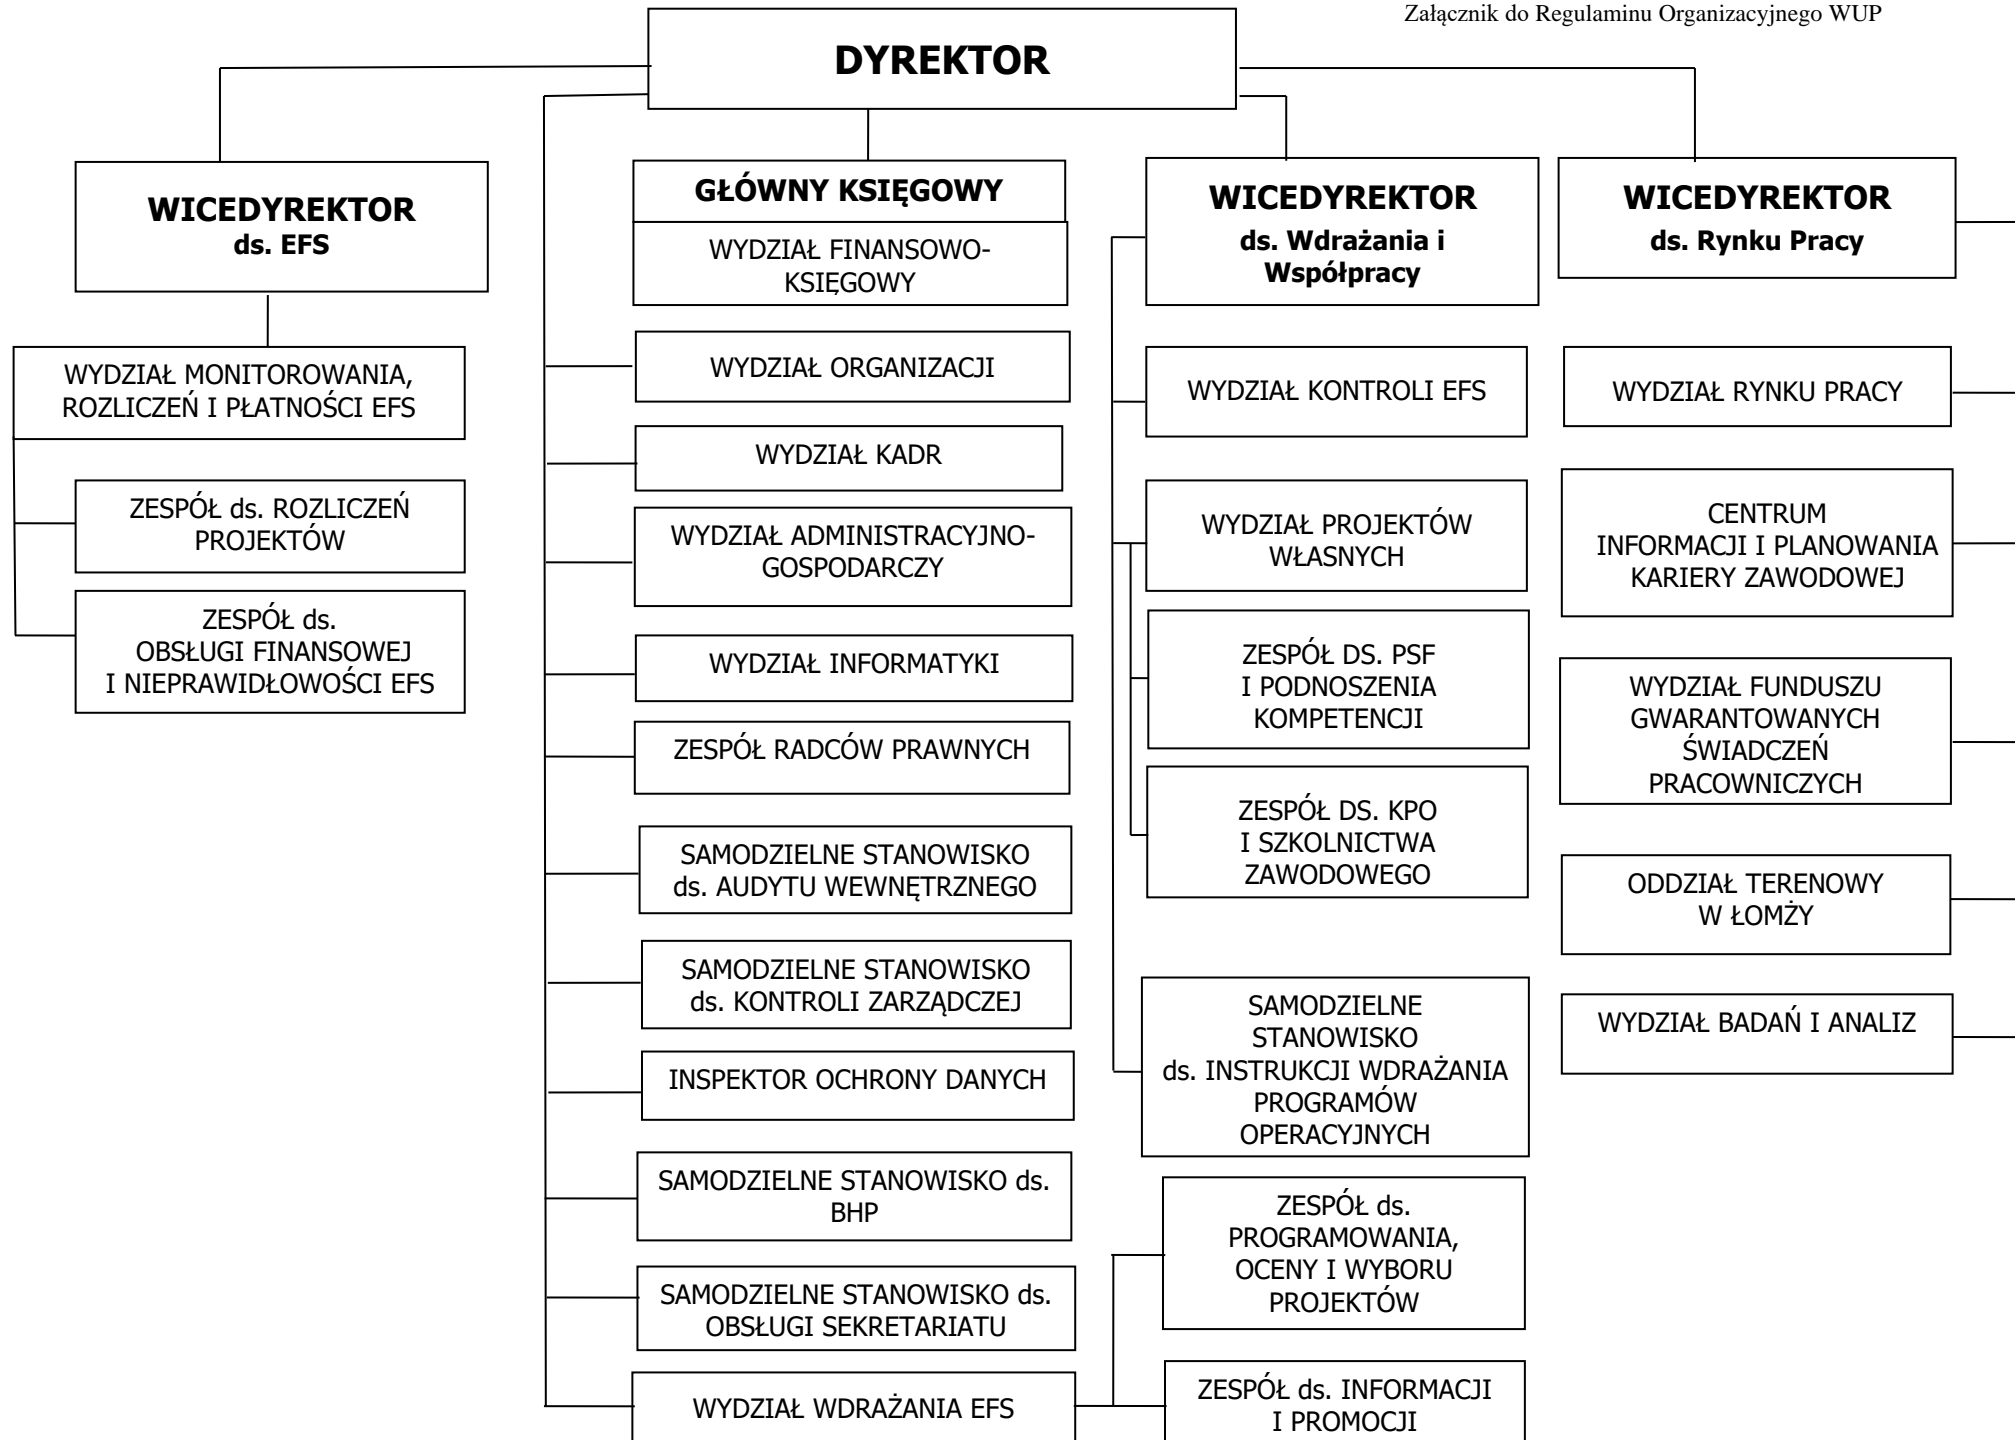 Załącznik do Regulaminu Organizacyjnego WUP
DYREKTOR
WICEDYREKTOR
ds. EFS
WYDZIAŁ MONITOROWANIA,
ROZLICZEŃ I PŁATNOŚCI EFS
ZESPÓŁ ds. ROZLICZEŃ
PROJEKTÓW
ZESPÓŁ ds.
OBSŁUGI FINANSOWEJ
I NIEPRAWIDŁOWOŚCI EFS
GŁÓWNY KSIĘGOWY
WYDZIAŁ FINANSOWO-
KSIĘGOWY
WYDZIAŁ ORGANIZACJI
WYDZIAŁ KADR
WYDZIAŁ ADMINISTRACYJNO-
GOSPODARCZY
WYDZIAŁ INFORMATYKI
ZESPÓŁ RADCÓW PRAWNYCH
SAMODZIELNE STANOWISKO
ds. AUDYTU WEWNĘTRZNEGO
SAMODZIELNE STANOWISKO
ds. KONTROLI ZARZĄDCZEJ
INSPEKTOR OCHRONY DANYCH
SAMODZIELNE STANOWISKO ds.
BHP
SAMODZIELNE STANOWISKO ds.
OBSŁUGI SEKRETARIATU
WYDZIAŁ WDRAŻANIA EFS
WICEDYREKTOR
ds. Wdrażania i
Współpracy
WYDZIAŁ KONTROLI EFS
WYDZIAŁ PROJEKTÓW
WŁASNYCH
ZESPÓŁ DS. PSF
I PODNOSZENIA
KOMPETENCJI
ZESPÓŁ DS. KPO
I SZKOLNICTWA
ZAWODOWEGO
SAMODZIELNE
STANOWISKO
ds. INSTRUKCJI WDRAŻANIA
PROGRAMÓW
OPERACYJNYCH
ZESPÓŁ ds.
PROGRAMOWANIA,
OCENY I WYBORU
PROJEKTÓW
ZESPÓŁ ds. INFORMACJI
I PROMOCJI
WICEDYREKTOR
ds. Rynku Pracy
WYDZIAŁ RYNKU PRACY
CENTRUM
INFORMACJI I PLANOWANIA
KARIERY ZAWODOWEJ
WYDZIAŁ FUNDUSZU
GWARANTOWANYCH
ŚWIADCZEŃ
PRACOWNICZYCH
ODDZIAŁ TERENOWY
W ŁOMŻY
WYDZIAŁ BADAŃ I ANALIZ